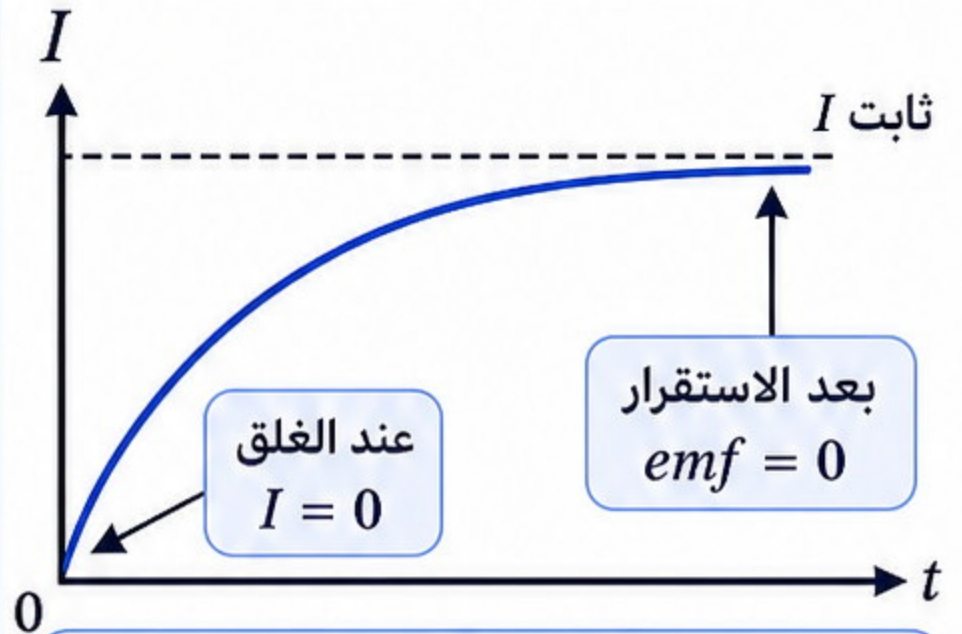 I
I ثابت
بعد الاستقرار
emf = 0
عند الغلق
I = 0
t
0